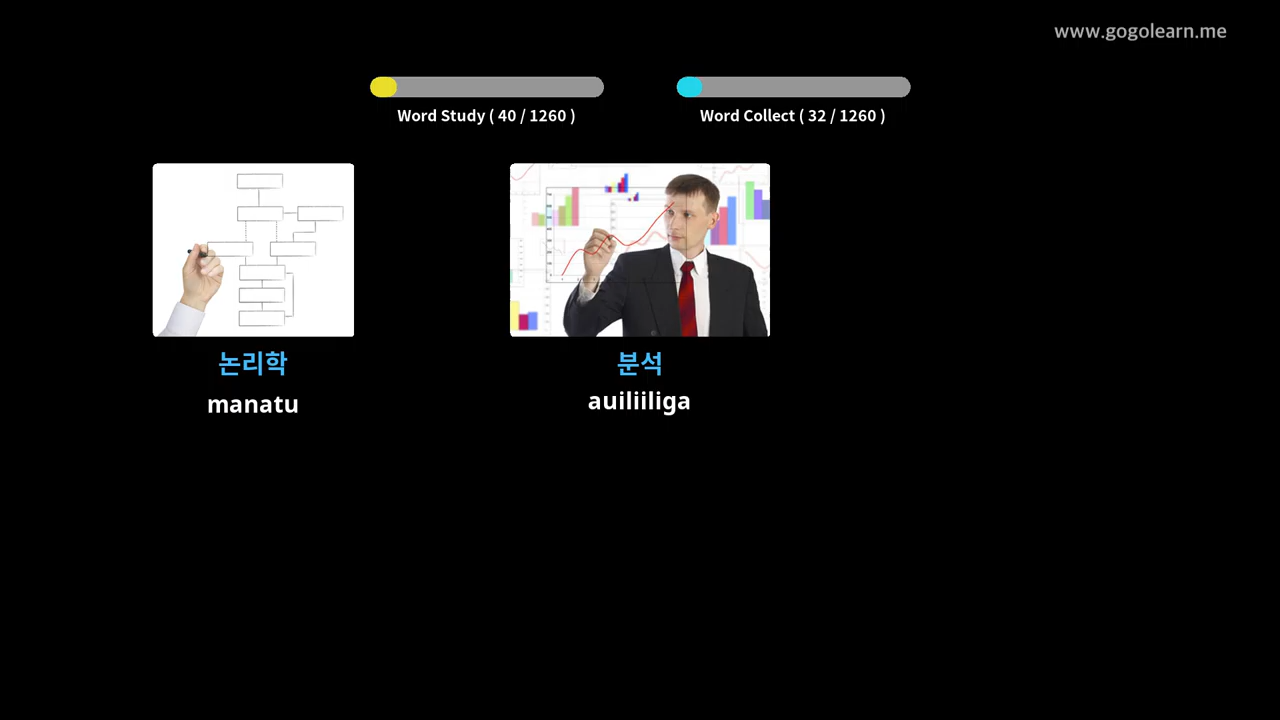 www.gogolearn.me
Word Study ( 40 / 1260 )
Word Collect ( 32 / 1260 )
논리학
manatu
분석
auiliiliga